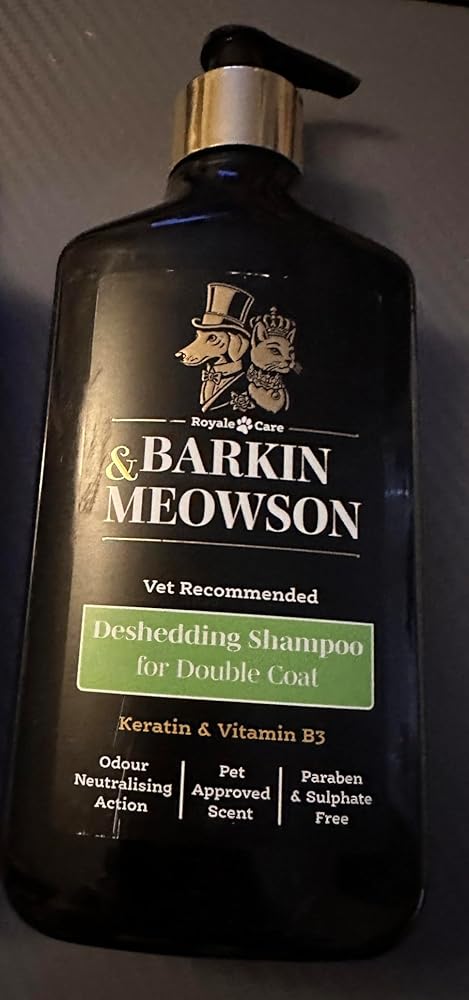 Royale Care
& BARKIN
MEOWSON
Vet Recommended
Deshedding Shampoo
for Double Coat
Keratin & Vitamin B3
Odour
Neutralising
Action
Pet
Approved
Scent
Paraben
& Sulphate
Free